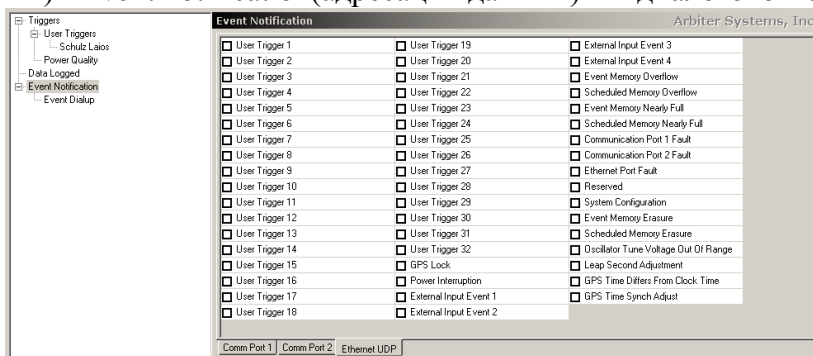 Event Notification (адресация данных)
Triggers
User Triggers
Schulz Laios
Power Quality
Data Logged
Event Notification
Event Dialup
Event Notification
Arbiter Systems, Inc
User Trigger 1
User Trigger 2
User Trigger 3
User Trigger 4
User Trigger 5
User Trigger 6
User Trigger 7
User Trigger 8
User Trigger 9
User Trigger 10
User Trigger 11
User Trigger 12
User Trigger 13
User Trigger 14
User Trigger 15
User Trigger 16
User Trigger 17
User Trigger 18
User Trigger 19
User Trigger 20
User Trigger 21
User Trigger 22
User Trigger 23
User Trigger 24
User Trigger 25
User Trigger 26
User Trigger 27
User Trigger 28
User Trigger 29
User Trigger 30
User Trigger 31
User Trigger 32
GPS Lock
Power Interruption
External Input Event 1
External Input Event 2
External Input Event 3
External Input Event 4
Event Memory Overflow
Scheduled Memory Overflow
Event Memory Nearly Full
Scheduled Memory Nearly Full
Communication Port 1 Fault
Communication Port 2 Fault
Ethernet Port Fault
Reserved
System Configuration
Event Memory Erasure
Scheduled Memory Erasure
Oscillator Tune Voltage Out Of Range
Leap Second Adjustment
GPS Time Differs From Clock Time
GPS Time Synch Adjust
Comm Port 1
Comm Port 2
Ethernet UDP